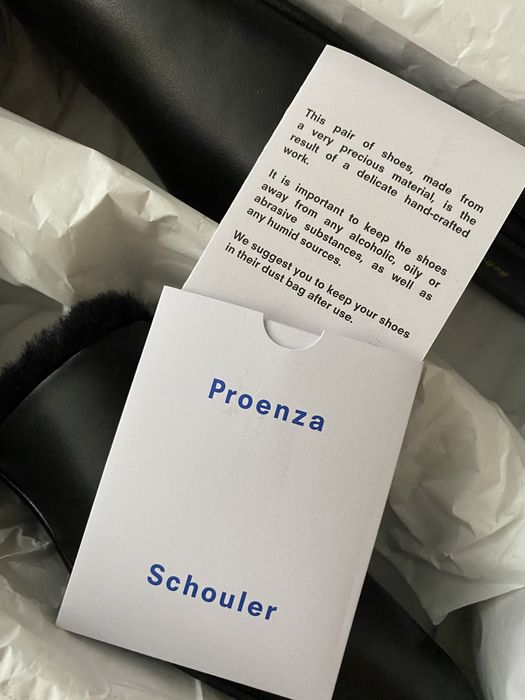 This pair of shoes, made from
a very precious material, is the
result of a delicate hand-crafted
work.
It is important to keep the shoes
away from any alcoholic, oily or
abrasive substances, as well as
any humid sources.
We suggest you to keep your shoes
in their dust bag after use.
Proenza
Schouler